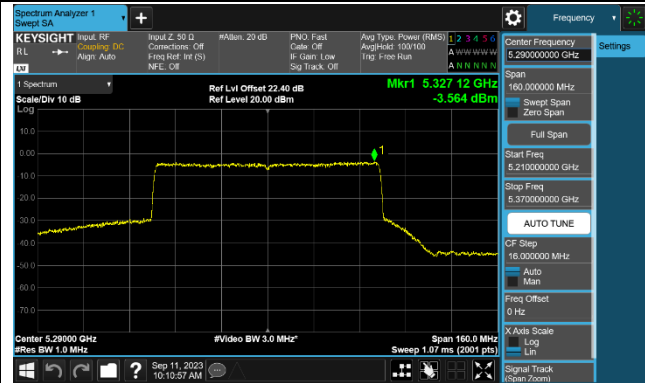 Spectrum Analyzer 1
Swept SA
Frequency
KEYSIGHT
RL
LXI
Input: RF
Coupling: DC
Align: Auto
Input Z: 50 Ω
Corrections: Off
Freq Ref: Int (S)
NFE: Off
#Atten: 20 dB
PNO: Fast
Gate: Off
IF Gain: Low
Sig Track: Off
Avg Type: Power (RMS)
Avg|Hold: 100/100
Trig: Free Run
1 2 3 4 5 6
A W W W W W
A N N N N N
1 Spectrum
Scale/Div 10 dB
Log
Ref Lvl Offset 22.40 dB
Ref Level 20.00 dBm
Mkr1 5.327 12 GHz
-3.564 dBm
10.0
0.00
-10.0
-20.0
-30.0
-40.0
-50.0
-60.0
-70.0
1
Center 5.29000 GHz
#Res BW 1.0 MHz
#Video BW 3.0 MHz*
Span 160.0 MHz
Sweep 1.07 ms (2001 pts)
Sep 11, 2023
10:10:57 AM
Center Frequency
5.290000000 GHz
Settings
Span
160.000000 MHz
Swept Span
Zero Span
Full Span
Start Freq
5.210000000 GHz
Stop Freq
5.370000000 GHz
AUTO TUNE
CF Step
16.000000 MHz
Auto
Man
Freq Offset
0 Hz
X Axis Scale
Log
Lin
Signal Track
(Span Zoom)